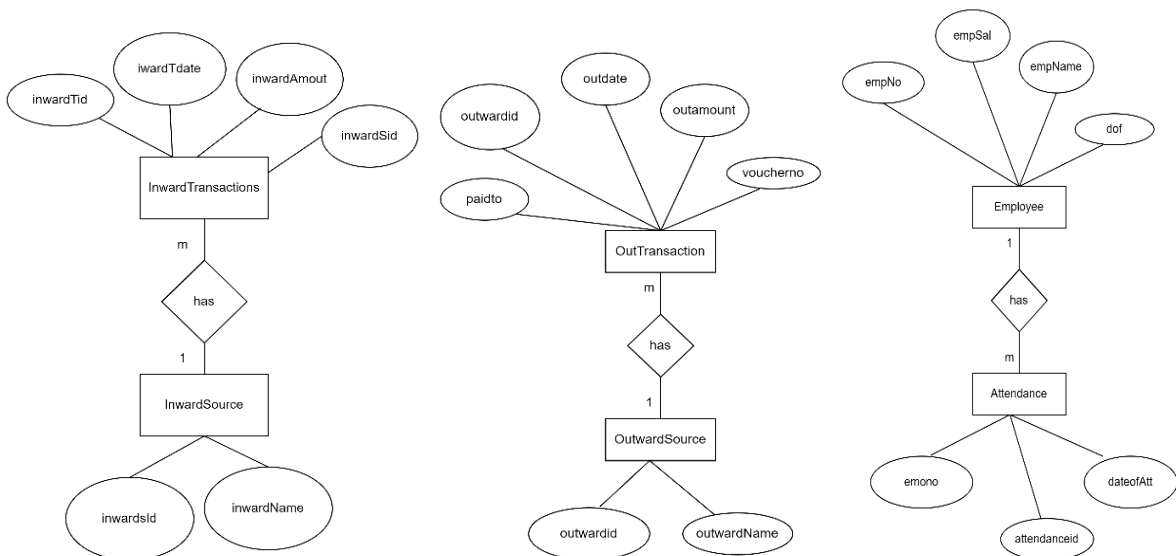 inwardTid
iwardTdate
inwardAmout
inwardSid
InwardTransactions
m
has
1
InwardSource
inwardsId
inwardName
outwardid
outdate
outamount
voucherno
paidto
OutTransaction
m
has
1
OutwardSource
outwardid
outwardName
empNo
empSal
empName
dof
Employee
1
has
m
Attendance
emono
attendanceid
dateofAtt